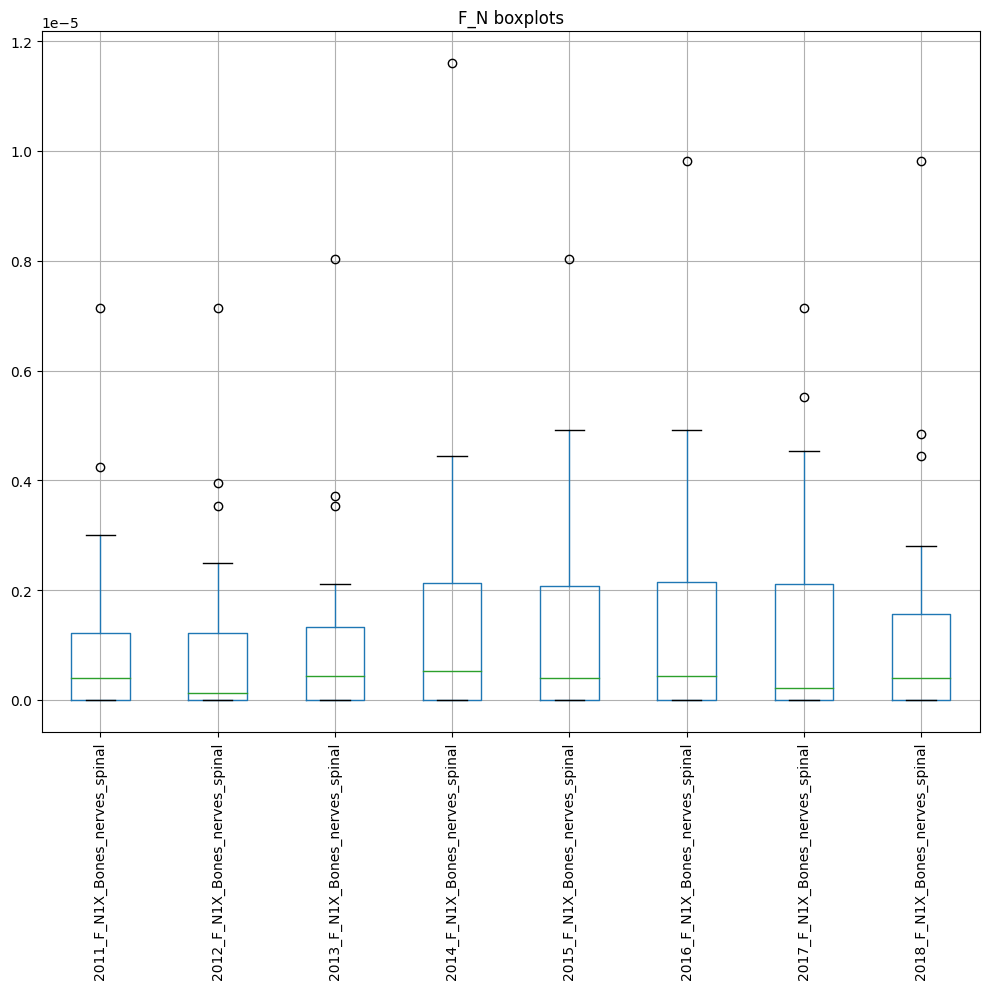 F_N boxplots
1e−5
1.2
1.0
0.8
0.6
0.4
0.2
0.0
2011_F_N1X_Bones_nerves_spinal
2012_F_N1X_Bones_nerves_spinal
2013_F_N1X_Bones_nerves_spinal
2014_F_N1X_Bones_nerves_spinal
2015_F_N1X_Bones_nerves_spinal
2016_F_N1X_Bones_nerves_spinal
2017_F_N1X_Bones_nerves_spinal
2018_F_N1X_Bones_nerves_spinal